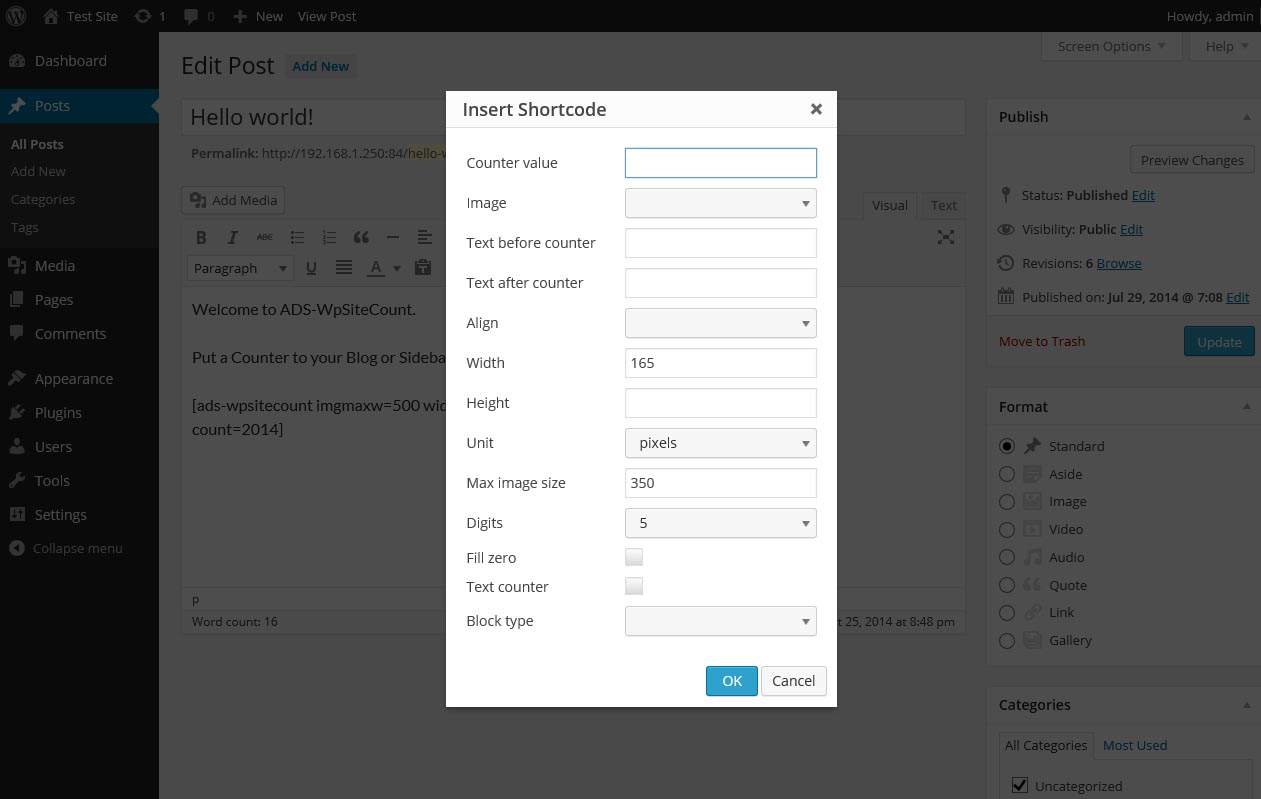 Test Site 1 0 New View Post Howdy, admin
Screen Options Help
Dashboard
Posts
All Posts
Add New
Categories
Tags
Media
Pages
Comments
Appearance
Plugins
Users
Tools
Settings
Collapse menu
Edit Post Add New
Hello world!
Permalink: http://192.168.1.250:84/hello-w
Add Media
Visual Text
B I ABC
Paragraph U A
Welcome to ADS-WpSiteCount.
Put a Counter to your Blog or Sideba
[ads-wpsitecount imgmaxw=500 wid
count=2014]
p
Word count: 16 t 25, 2014 at 8:48 pm
Insert Shortcode
Counter value
Image
Text before counter
Text after counter
Align
Width 165
Height
Unit pixels
Max image size 350
Digits 5
Fill zero
Text counter
Block type
OK Cancel
Publish
Preview Changes
Status: Published Edit
Visibility: Public Edit
Revisions: 6 Browse
Published on: Jul 29, 2014 @ 7:08 Edit
Move to Trash Update
Format
Standard
Aside
Image
Video
Audio
Quote
Link
Gallery
Categories
All Categories Most Used
Uncategorized